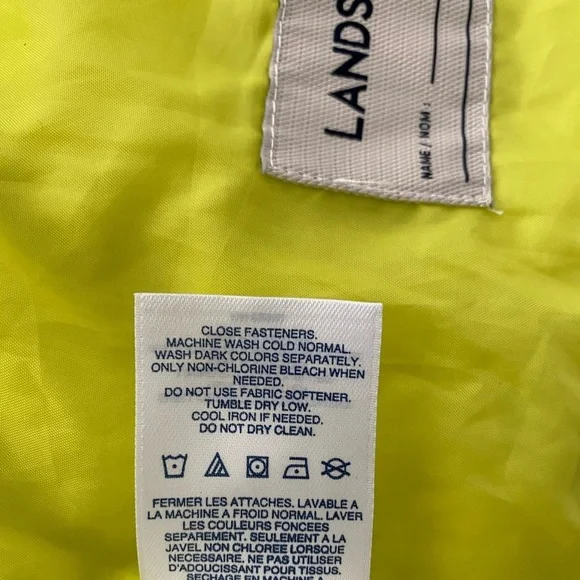 LANDS
NAME / NOM :
CLOSE FASTENERS.
MACHINE WASH COLD NORMAL.
WASH DARK COLORS SEPARATELY.
ONLY NON-CHLORINE BLEACH WHEN
NEEDED.
DO NOT USE FABRIC SOFTENER.
TUMBLE DRY LOW.
COOL IRON IF NEEDED.
DO NOT DRY CLEAN.
FERMER LES ATTACHES. LAVABLE A
LA MACHINE A FROID NORMAL. LAVER
LES COULEURS FONCEES
SEPAREMENT. SEULEMENT A LA
JAVEL NON CHLOREE LORSQUE
NECESSAIRE. NE PAS UTILISER
D'ADOUCISSANT POUR TISSUS.
SECHAGE EN MACHINE A